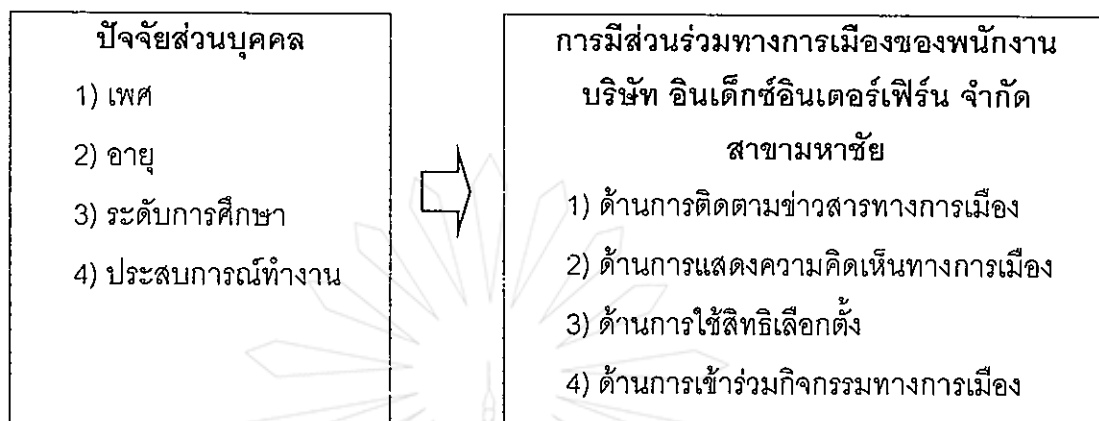 ปัจจัยส่วนบุคคล
1) เพศ
2) อายุ
3) ระดับการศึกษา
4) ประสบการณ์ทำงาน
การมีส่วนร่วมทางการเมืองของพนักงาน
บริษัท อินเด็กซ์อินเตอร์เฟิร์น จำกัด
สาขามหาชัย
1) ด้านการติดตามข่าวสารทางการเมือง
2) ด้านการแสดงความคิดเห็นทางการเมือง
3) ด้านการใช้สิทธิเลือกตั้ง
4) ด้านการเข้าร่วมกิจกรรมทางการเมือง